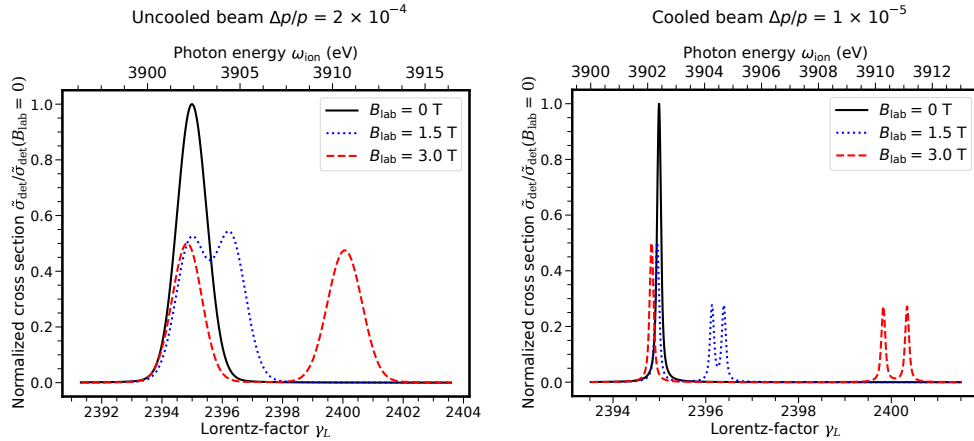 Uncooled beam Δp/p = 2 × 10⁻⁴
Photon energy ω_ion (eV)
3900 3905 3910 3915
Normalized cross section σ̃_det/σ̃_det(B_lab = 0)
1.0
0.8
0.6
0.4
0.2
0.0
B_lab = 0 T
B_lab = 1.5 T
B_lab = 3.0 T
2392 2394 2396 2398 2400 2402 2404
Lorentz-factor γ_L
Cooled beam Δp/p = 1 × 10⁻⁵
Photon energy ω_ion (eV)
3900 3902 3904 3906 3908 3910 3912
Normalized cross section σ̃_det/σ̃_det(B_lab = 0)
1.0
0.8
0.6
0.4
0.2
0.0
B_lab = 0 T
B_lab = 1.5 T
B_lab = 3.0 T
2394 2396 2398 2400
Lorentz-factor γ_L